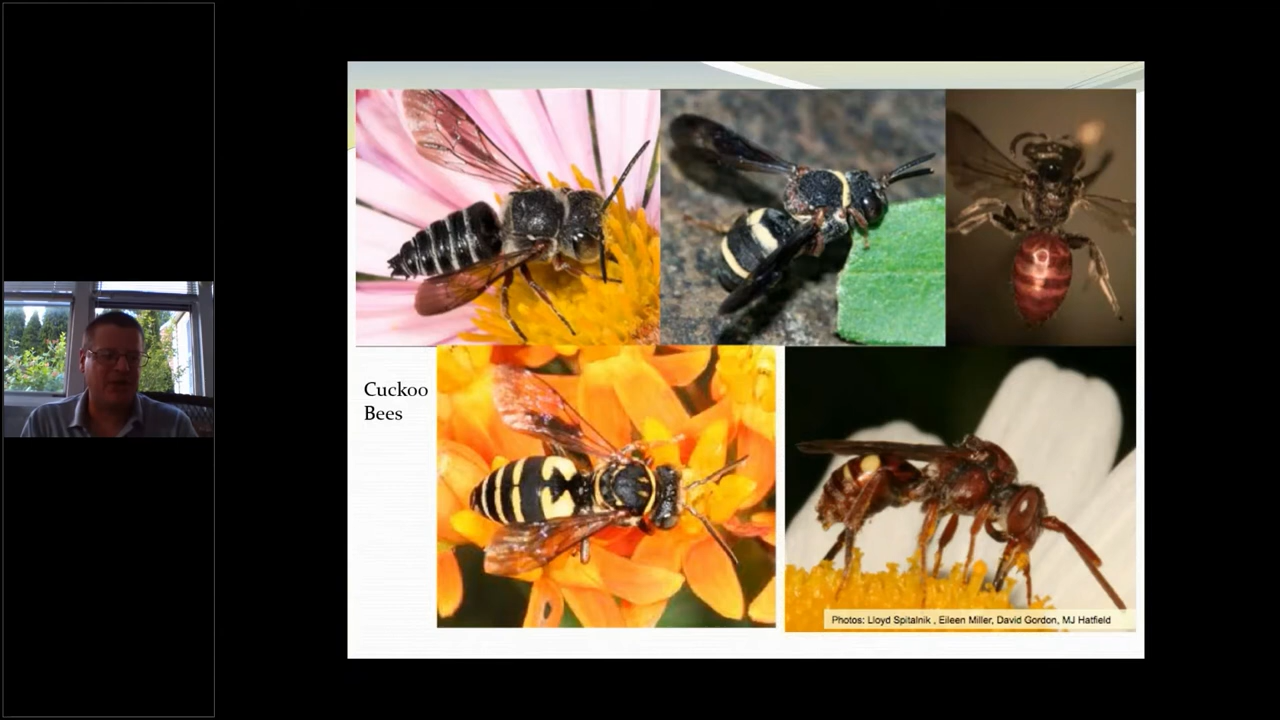 Cuckoo
Bees
Photos: Lloyd Spitalnik , Eileen Miller, David Gordon, MJ Hatfield